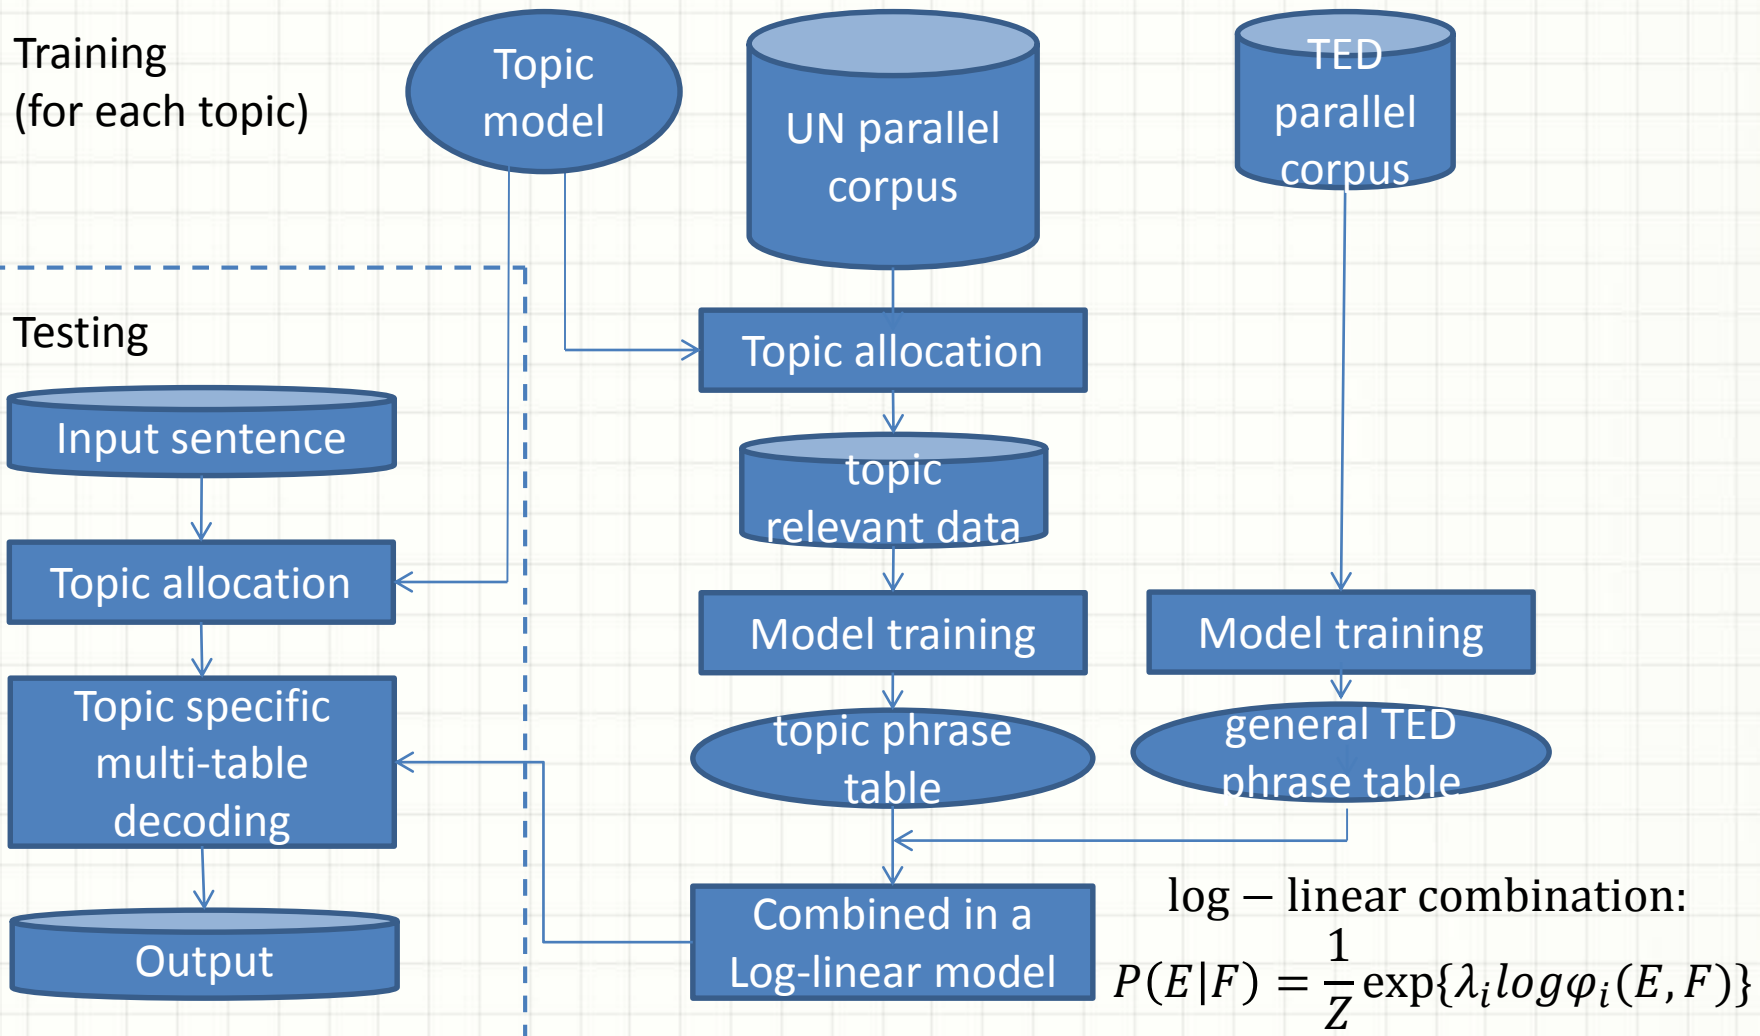 Training
(for each topic)
Topic
model
UN parallel
corpus
TED
parallel
corpus
Topic allocation
topic
relevant data
Model training
Model training
topic phrase
table
general TED
phrase table
Combined in a
Log-linear model
log − linear combination:
P(E|F) = 1/Z exp{λᵢlogφᵢ(E, F)}
Testing
Input sentence
Topic allocation
Topic specific
multi-table
decoding
Output